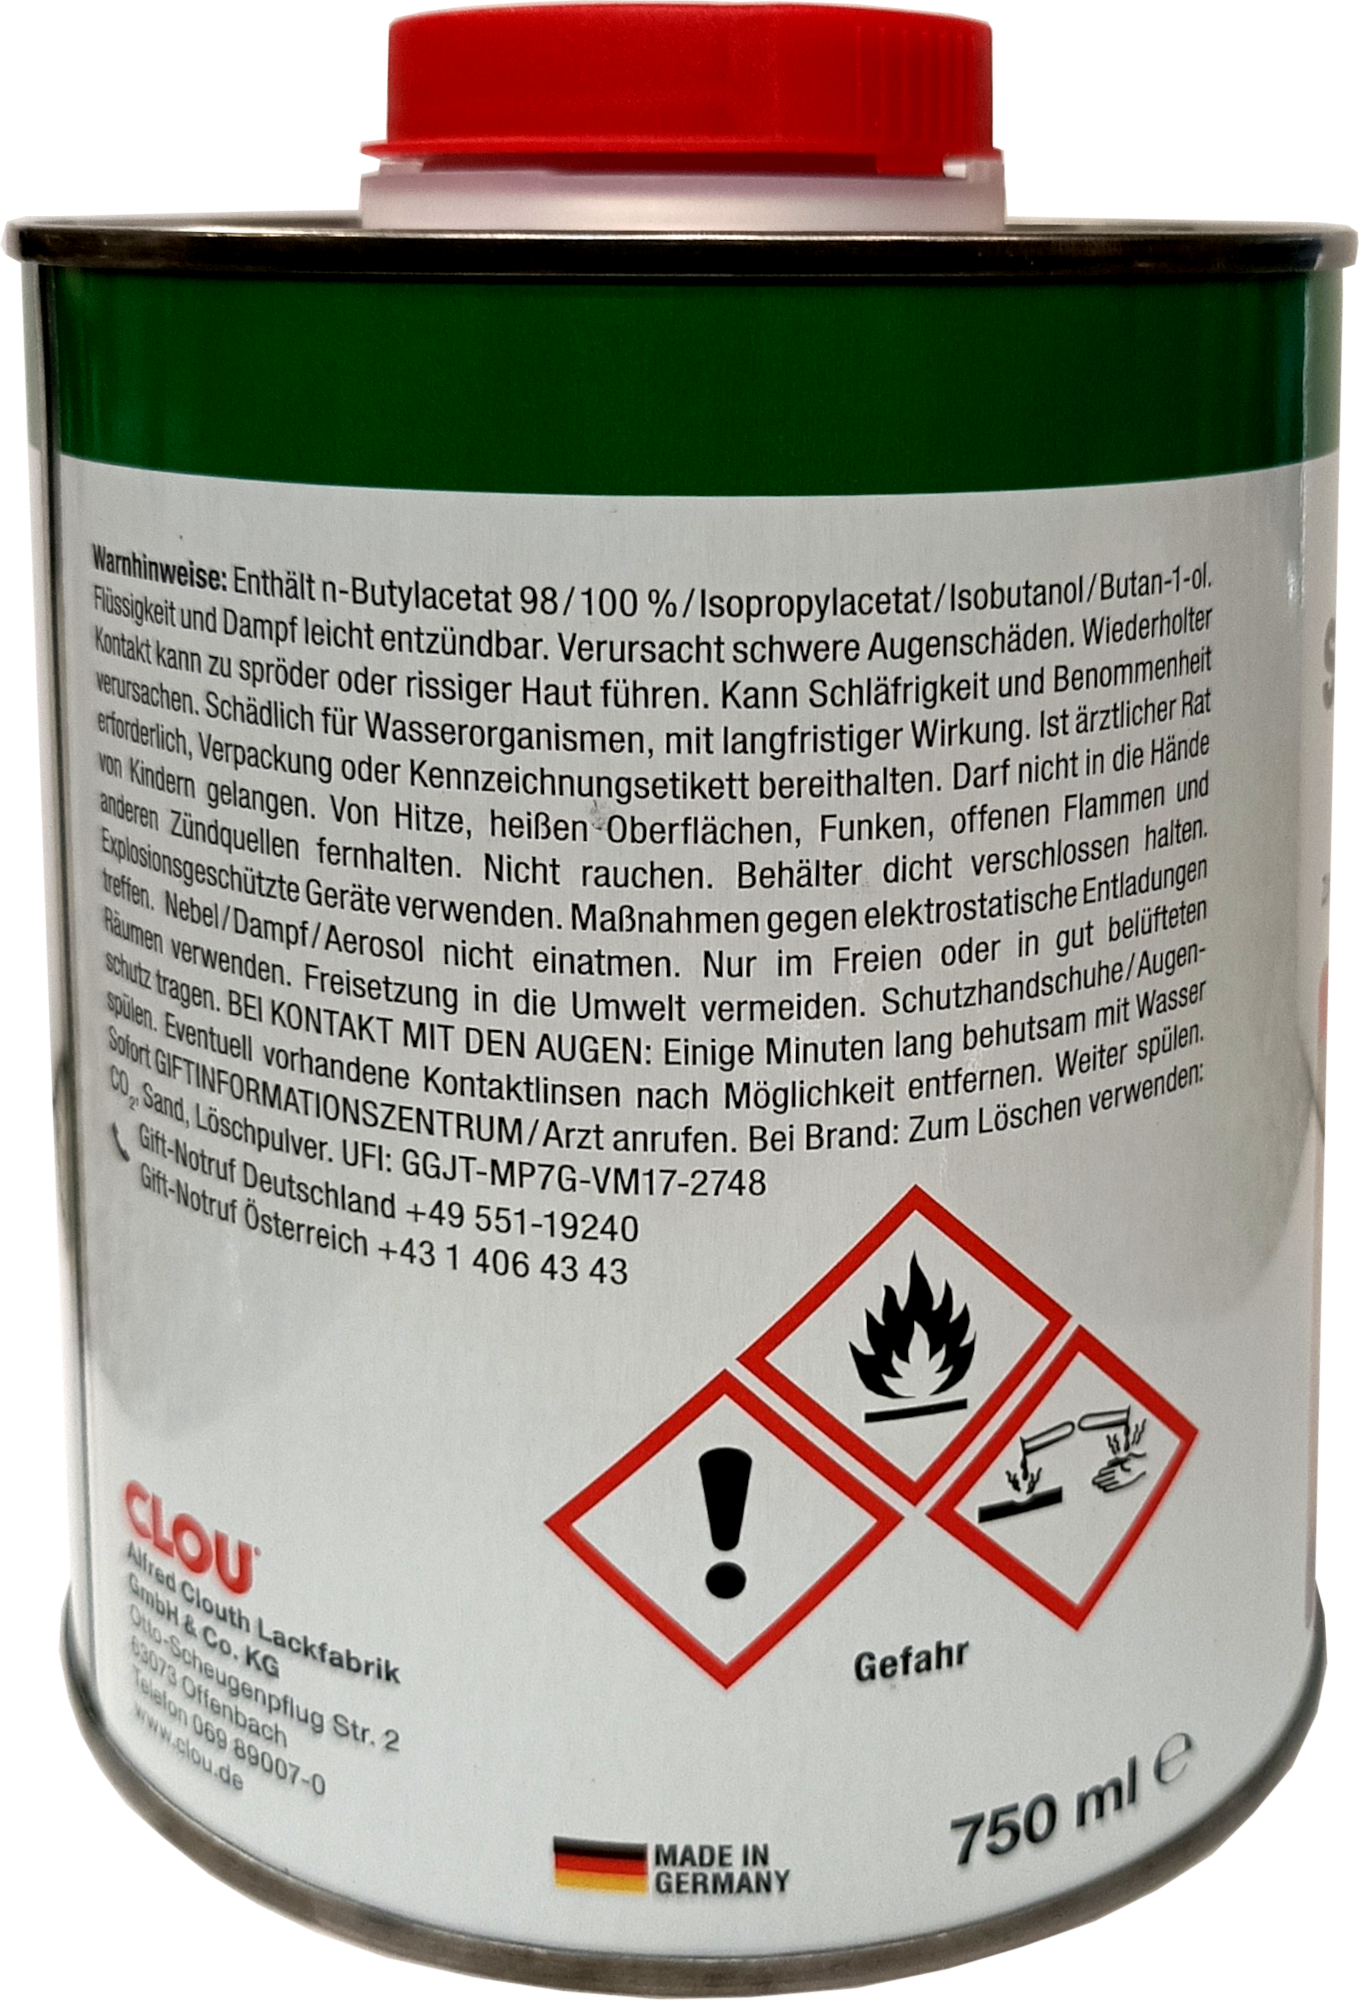 Warnhinweise: Enthält n-Butylacetat 98/100 %/Isopropylacetat/Isobutanol/Butan-1-ol.
Flüssigkeit und Dampf leicht entzündbar. Verursacht schwere Augenschäden. Wiederholter
Kontakt kann zu spröder oder rissiger Haut führen. Kann Schläfrigkeit und Benommenheit
verursachen. Schädlich für Wasserorganismen, mit langfristiger Wirkung. Ist ärztlicher Rat
erforderlich, Verpackung oder Kennzeichnungsetikett bereithalten. Darf nicht in die Hände
von Kindern gelangen. Von Hitze, heißen Oberflächen, Funken, offenen Flammen und
anderen Zündquellen fernhalten. Nicht rauchen. Behälter dicht verschlossen halten.
Explosionsgeschützte Geräte verwenden. Maßnahmen gegen elektrostatische Entladungen
treffen. Nebel/Dampf/Aerosol nicht einatmen. Nur im Freien oder in gut belüfteten
Räumen verwenden. Freisetzung in die Umwelt vermeiden. Schutzhandschuhe/Augen-
schutz tragen. BEI KONTAKT MIT DEN AUGEN: Einige Minuten lang behutsam mit Wasser
spülen. Eventuell vorhandene Kontaktlinsen nach Möglichkeit entfernen. Weiter spülen.
Sofort GIFTINFORMATIONSZENTRUM/Arzt anrufen. Bei Brand: Zum Löschen verwenden:
CO₂, Sand, Löschpulver. UFI: GGJT-MP7G-VM17-2748
Gift-Notruf Deutschland +49 551-19240
Gift-Notruf Österreich +43 1 406 43 43
CLOU®
Alfred Clouth Lackfabrik
GmbH & Co. KG
Otto-Scheugenpflug Str. 2
63073 Offenbach
Telefon 069 89007-0
www.clou.de
Gefahr
MADE IN
GERMANY
750 ml ℮